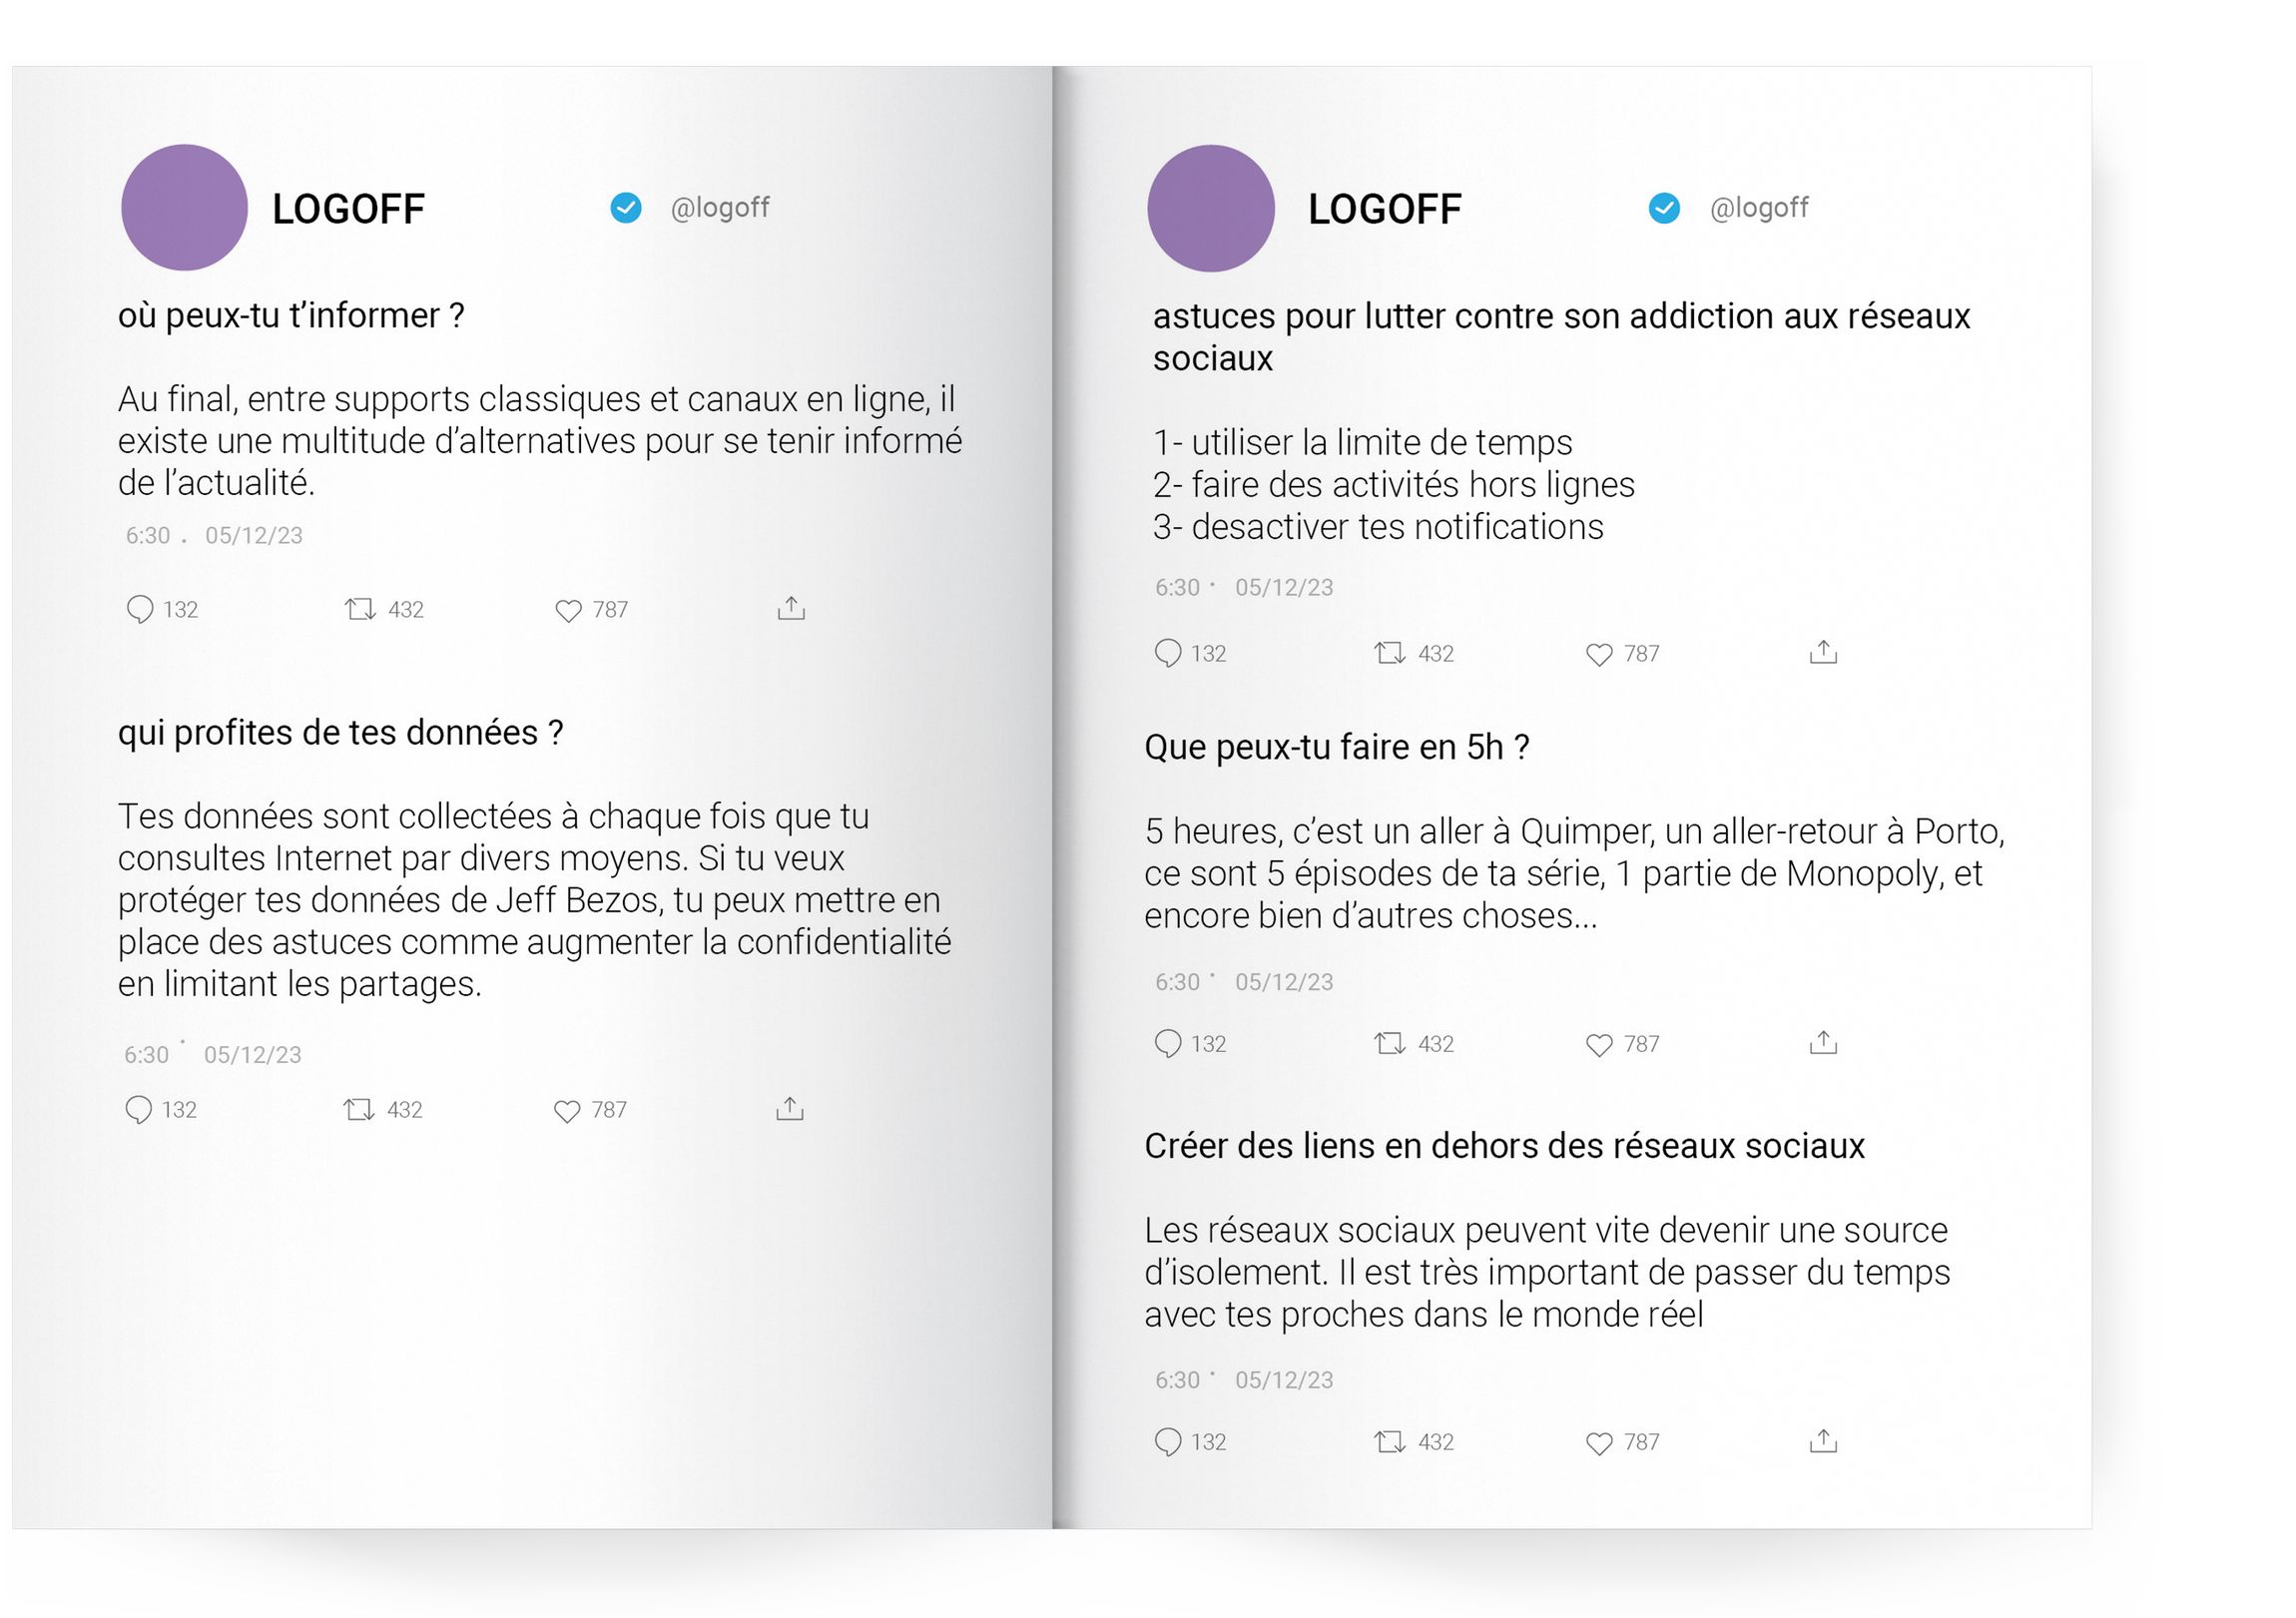 LOGOFF @logoff
où peux-tu t’informer ?
Au final, entre supports classiques et canaux en ligne, il
existe une multitude d’alternatives pour se tenir informé
de l’actualité.
6:30 . 05/12/23
132 432 787
qui profites de tes données ?
Tes données sont collectées à chaque fois que tu
consultes Internet par divers moyens. Si tu veux
protéger tes données de Jeff Bezos, tu peux mettre en
place des astuces comme augmenter la confidentialité
en limitant les partages.
6:30 · 05/12/23
132 432 787
LOGOFF @logoff
astuces pour lutter contre son addiction aux réseaux
sociaux
1- utiliser la limite de temps
2- faire des activités hors lignes
3- desactiver tes notifications
6:30 · 05/12/23
132 432 787
Que peux-tu faire en 5h ?
5 heures, c’est un aller à Quimper, un aller-retour à Porto,
ce sont 5 épisodes de ta série, 1 partie de Monopoly, et
encore bien d’autres choses...
6:30 · 05/12/23
132 432 787
Créer des liens en dehors des réseaux sociaux
Les réseaux sociaux peuvent vite devenir une source
d’isolement. Il est très important de passer du temps
avec tes proches dans le monde réel
6:30 · 05/12/23
132 432 787